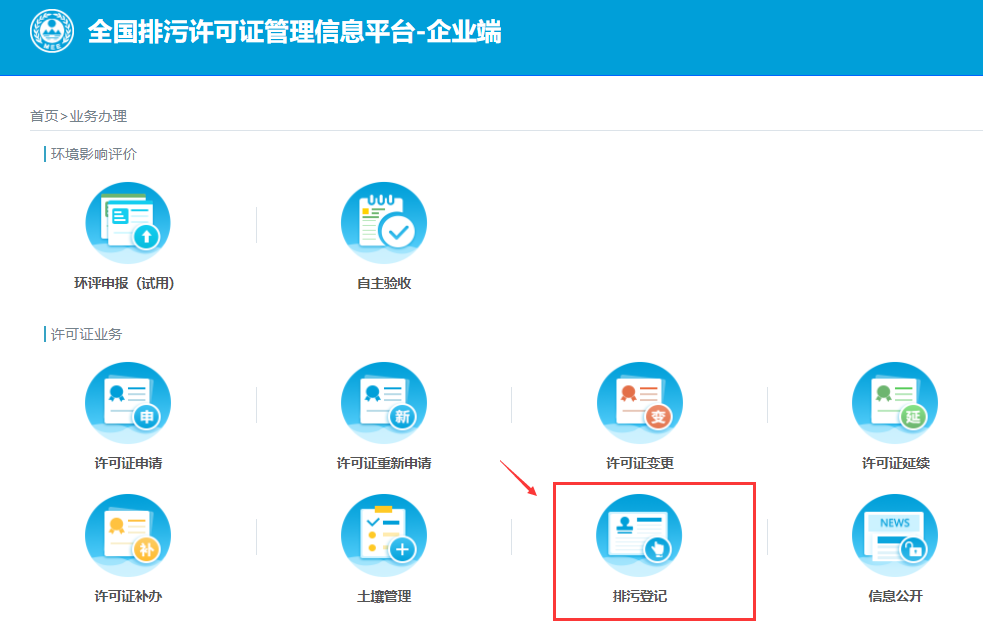 全国排污许可证管理信息平台-企业端
MEE
首页>业务办理
环境影响评价
环评申报（试用）
自主验收
许可证业务
申
新
变
延
许可证申请
许可证重新申请
许可证变更
许可证延续
补
NEWS
许可证补办
土壤管理
排污登记
信息公开